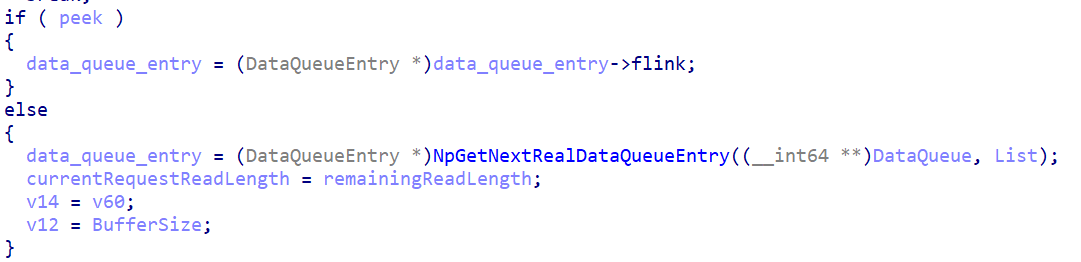 if ( peek )
{
  data_queue_entry = (DataQueueEntry *)data_queue_entry->flink;
}
else
{
  data_queue_entry = (DataQueueEntry *)NpGetNextRealDataQueueEntry((__int64 **)DataQueue, List);
  currentRequestReadLength = remainingReadLength;
  v14 = v60;
  v12 = BufferSize;
}